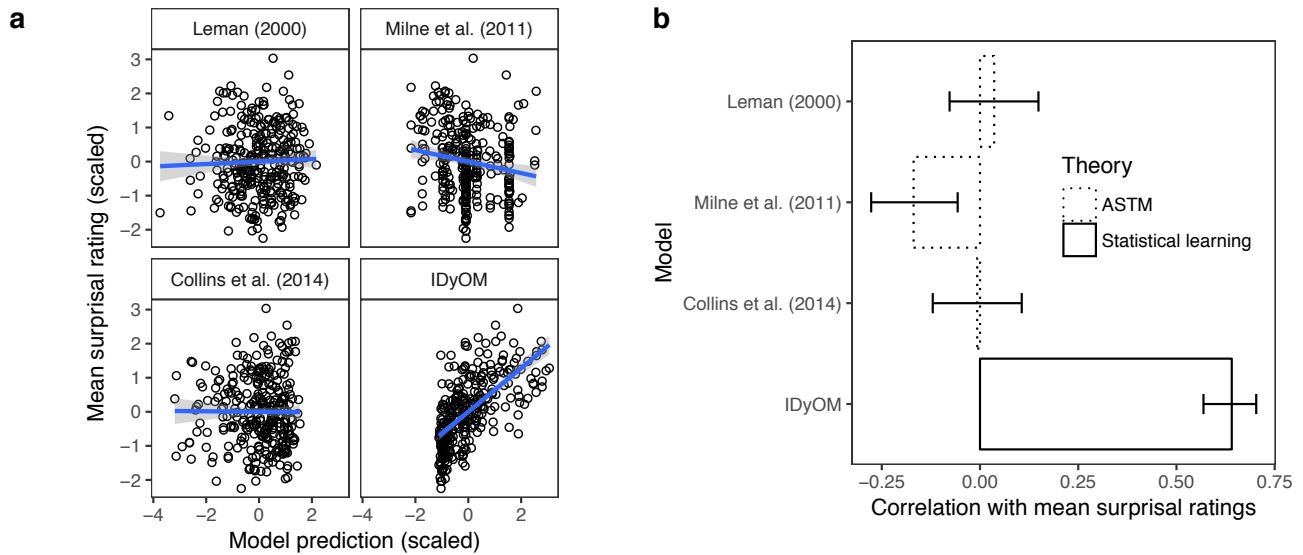 a
Leman (2000)
Milne et al. (2011)
3
2
1
0
−1
−2
Collins et al. (2014)
IDyOM
3
2
1
0
−1
−2
−4
−2
0
2
−4
−2
0
2
Mean surprisal rating (scaled)
Model prediction (scaled)
b
Leman (2000)
Milne et al. (2011)
Collins et al. (2014)
IDyOM
Model
Theory
ASTM
Statistical learning
−0.25
0.00
0.25
0.50
0.75
Correlation with mean surprisal ratings